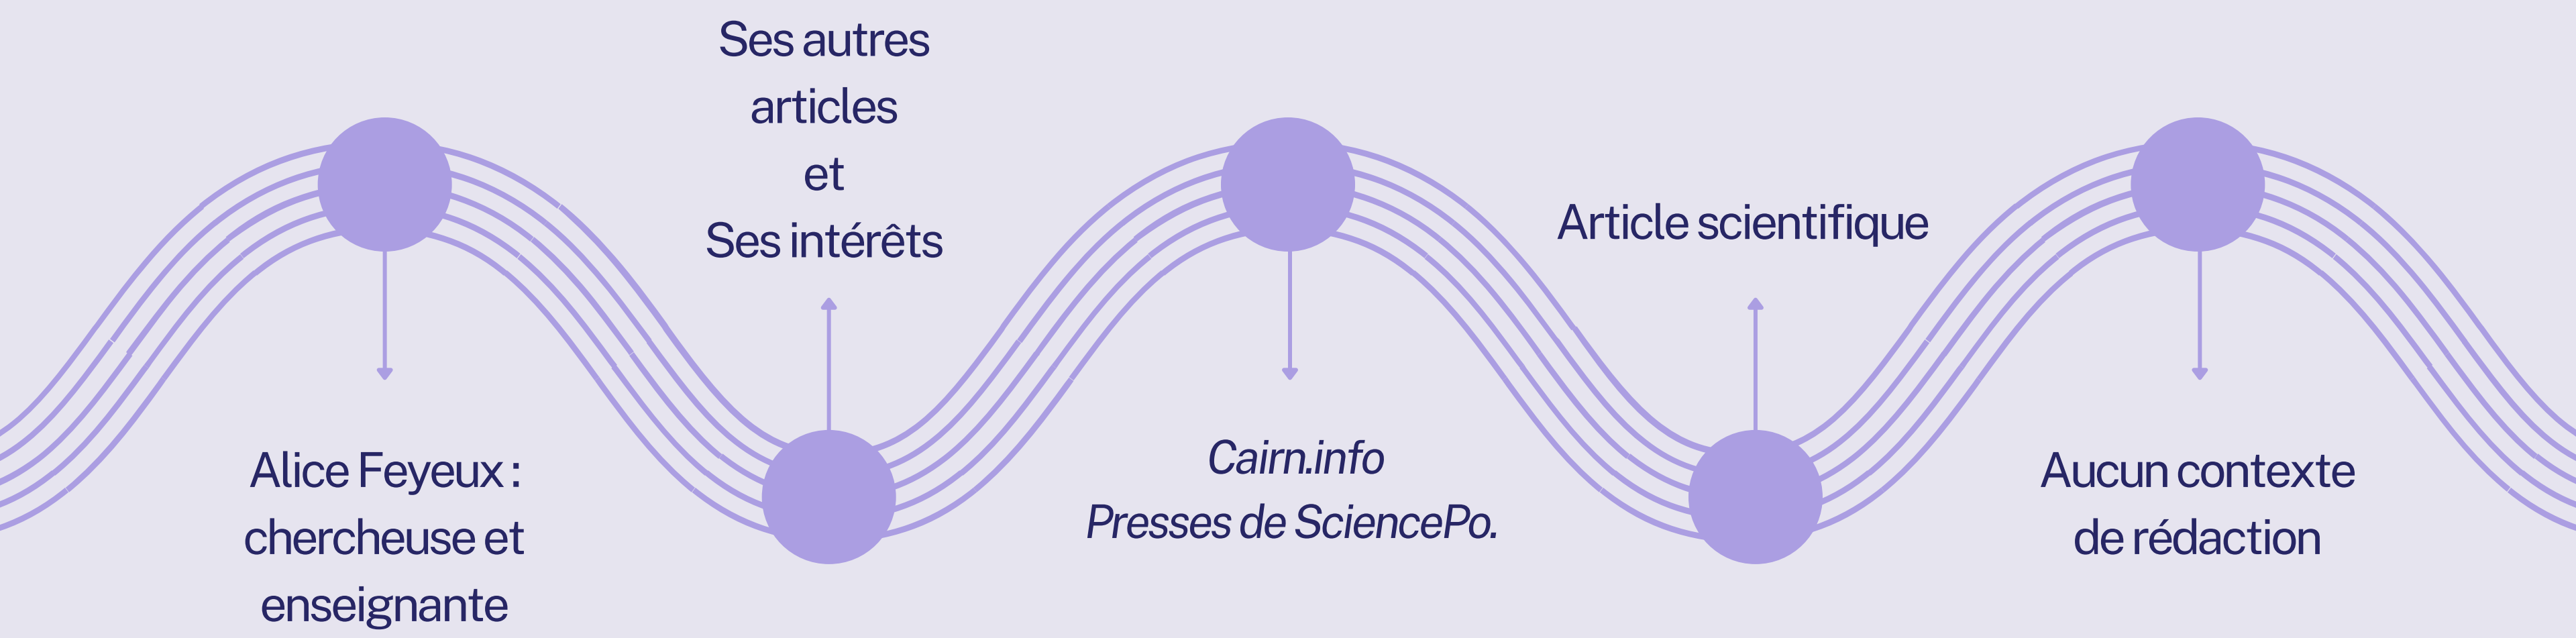 Alice Feyeux :
chercheuse et
enseignante
Ses autres
articles
et
Ses intérêts
Cairn.info
Presses de SciencePo.
Article scientifique
Aucun contexte
de rédaction